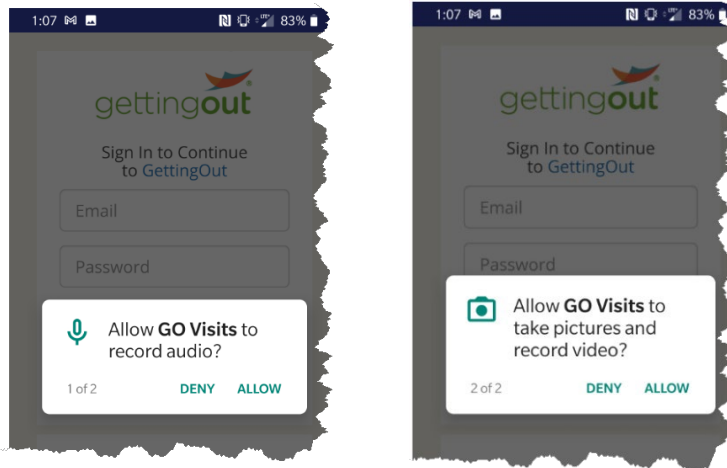 1:07 83%
gettingout®
Sign In to Continue
to GettingOut
Email
Password
Allow GO Visits to
record audio?
1 of 2 DENY ALLOW
1:07 83%
gettingout®
Sign In to Continue
to GettingOut
Email
Password
Allow GO Visits to
take pictures and
record video?
2 of 2 DENY ALLOW